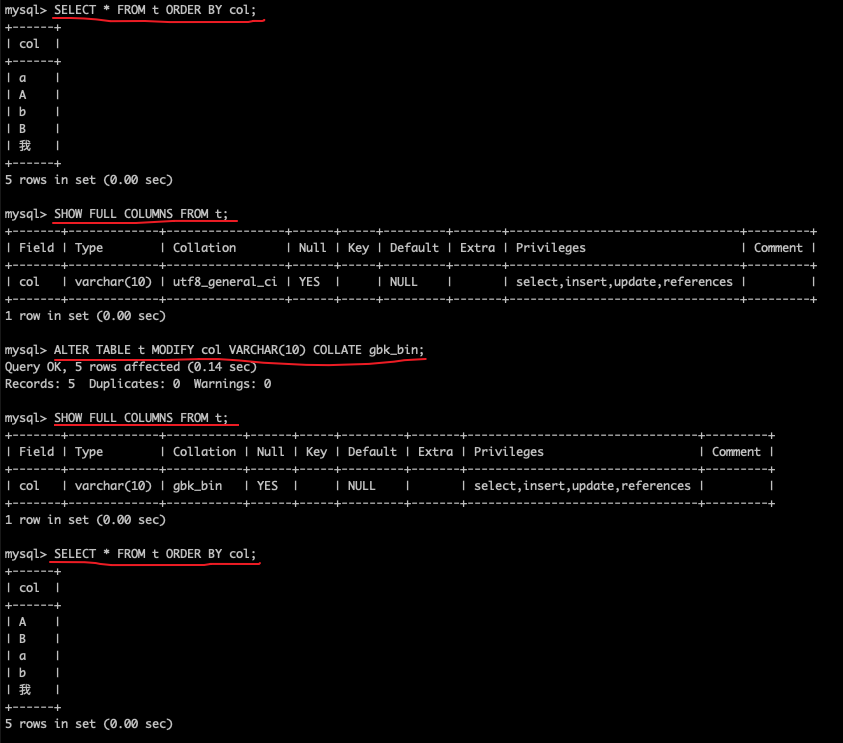 mysql> SELECT * FROM t ORDER BY col;
+------+
| col  |
+------+
| a    |
| A    |
| b    |
| B    |
| 我   |
+------+
5 rows in set (0.00 sec)
mysql> SHOW FULL COLUMNS FROM t;
+-------+-------------+-----------------+------+-----+---------+-------+---------------------------------+---------+
| Field | Type        | Collation       | Null | Key | Default | Extra | Privileges                      | Comment |
+-------+-------------+-----------------+------+-----+---------+-------+---------------------------------+---------+
| col   | varchar(10) | utf8_general_ci | YES  |     | NULL    |       | select,insert,update,references |         |
+-------+-------------+-----------------+------+-----+---------+-------+---------------------------------+---------+
1 row in set (0.00 sec)
mysql> ALTER TABLE t MODIFY col VARCHAR(10) COLLATE gbk_bin;
Query OK, 5 rows affected (0.14 sec)
Records: 5  Duplicates: 0  Warnings: 0
mysql> SHOW FULL COLUMNS FROM t;
+-------+-------------+-----------+------+-----+---------+-------+---------------------------------+---------+
| Field | Type        | Collation | Null | Key | Default | Extra | Privileges                      | Comment |
+-------+-------------+-----------+------+-----+---------+-------+---------------------------------+---------+
| col   | varchar(10) | gbk_bin   | YES  |     | NULL    |       | select,insert,update,references |         |
+-------+-------------+-----------+------+-----+---------+-------+---------------------------------+---------+
1 row in set (0.00 sec)
mysql> SELECT * FROM t ORDER BY col;
+------+
| col  |
+------+
| A    |
| B    |
| a    |
| b    |
| 我   |
+------+
5 rows in set (0.00 sec)